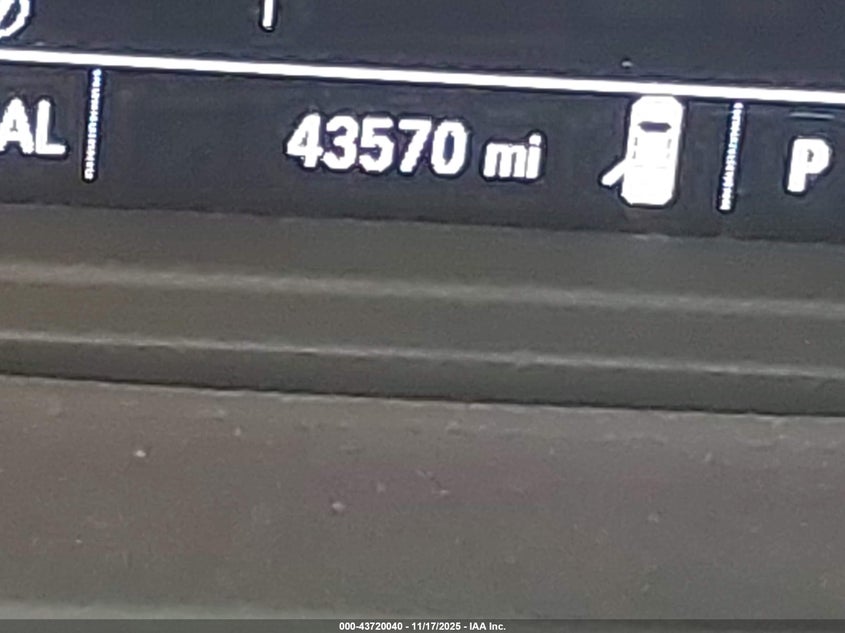 AL 43570 mi P
000-43720040 - 11/17/2025 - IAA Inc.